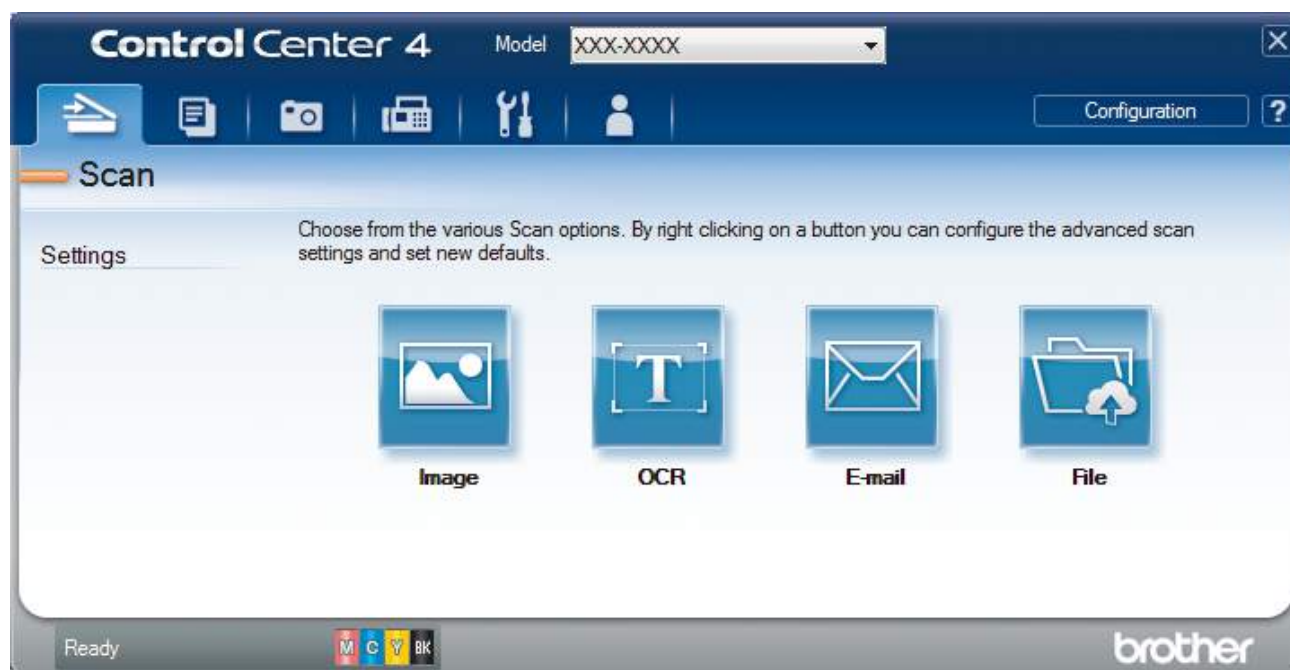 Control Center 4 Model XXX-XXXX X
Configuration ?
Scan
Settings
Choose from the various Scan options. By right clicking on a button you can configure the advanced scan
settings and set new defaults.
T
Image OCR E-mail File
Ready M C Y BK brother